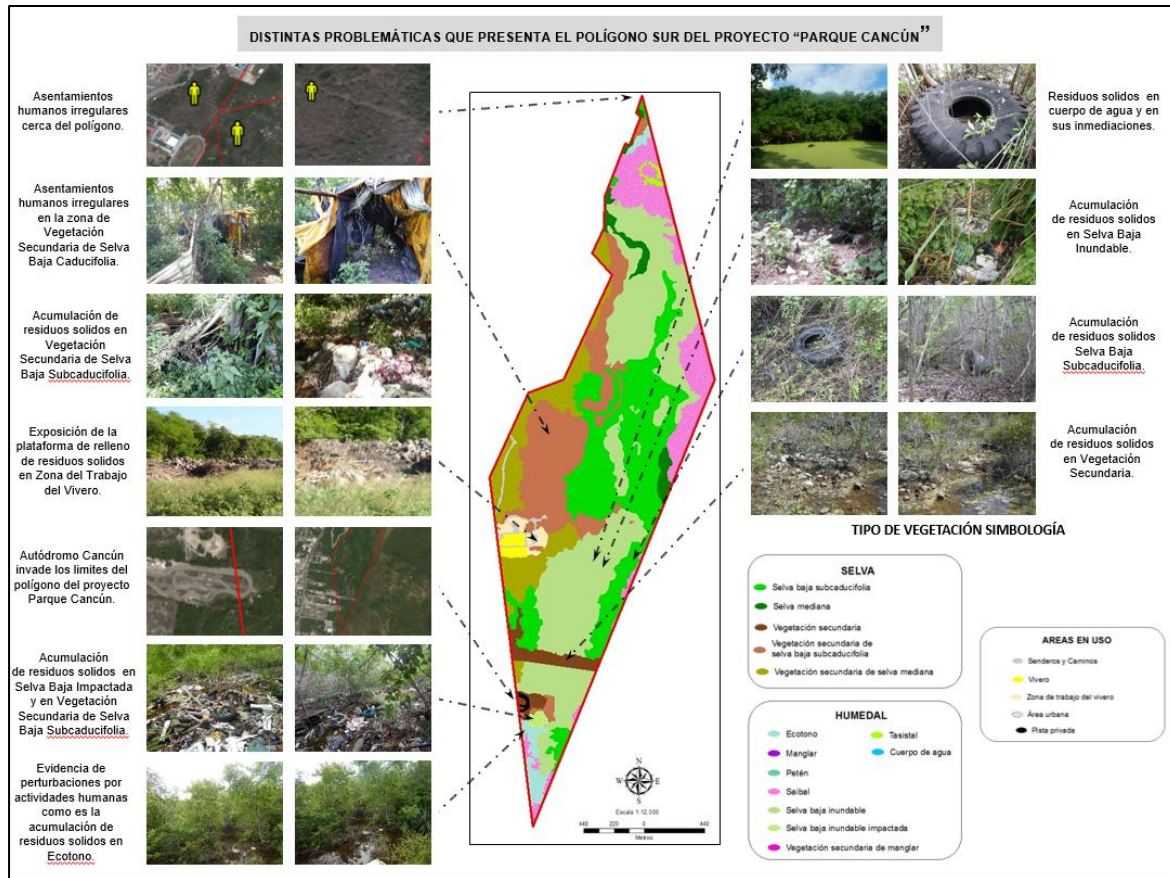 DISTINTAS PROBLEMÁTICAS QUE PRESENTA EL POLÍGONO SUR DEL PROYECTO “PARQUE CANCÚN”
Asentamientos
humanos irregulares
cerca del polígono.
Asentamientos
humanos irregulares
en la zona de
Vegetación
Secundaria de Selva
Baja Caducifolia.
Acumulación de
residuos solidos en
Vegetación
Secundaria de Selva
Baja Subcaducifolia.
Exposición de la
plataforma de relleno
de residuos solidos
en Zona del Trabajo
del Vivero.
Autódromo Cancún
invade los limites del
polígono del proyecto
Parque Cancún.
Acumulación
de residuos solidos en
Selva Baja Impactada
y en Vegetación
Secundaria de Selva
Baja Subcaducifolia.
Evidencia de
perturbaciones por
actividades humanas
como es la
acumulación de
residuos solidos en
Ecotono.
N
W E
S
Escala 1:12,500
440 220 0 440
Metros
Residuos solidos en
cuerpo de agua y en
sus inmediaciones.
Acumulación
de residuos solidos
en Selva Baja
Inundable.
Acumulación
de residuos solidos
Selva Baja
Subcaducifolia.
Acumulación
de residuos solidos
en Vegetación
Secundaria.
TIPO DE VEGETACIÓN SIMBOLOGÍA
SELVA
Selva baja subcaducifolia
Selva mediana
Vegetación secundaria
Vegetación secundaria de
selva baja subcaducifolia
Vegetación secundaria de selva mediana
HUMEDAL
Ecotono
Manglar
Petén
Saibal
Selva baja inundable
Selva baja inundable impactada
Vegetación secundaria de manglar
Tasistal
Cuerpo de agua
AREAS EN USO
Senderos y Caminos
Vivero
Zona de trabajo del vivero
Área urbana
Pista privada